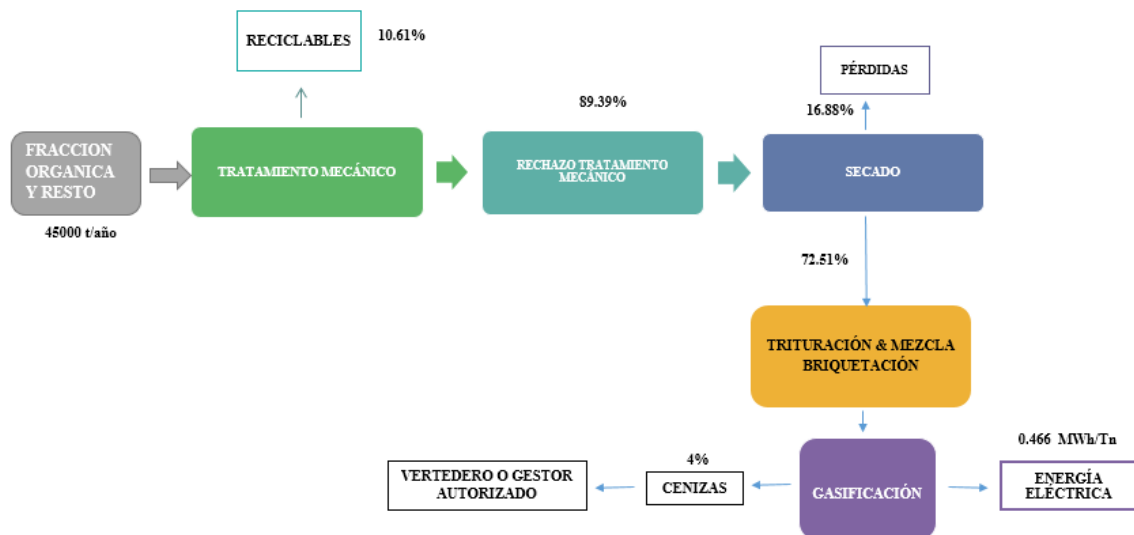 RECICLABLES
10.61%
PÉRDIDAS
89.39%
16.88%
FRACCION
ORGANICA
Y RESTO
TRATAMIENTO MECÁNICO
RECHAZO TRATAMIENTO
MECÁNICO
SECADO
45000 t/año
72.51%
TRITURACIÓN & MEZCLA
BRIQUETACIÓN
0.466 MWh/Tn
4%
VERTEDERO O GESTOR
AUTORIZADO
CENIZAS
GASIFICACIÓN
ENERGÍA
ELÉCTRICA